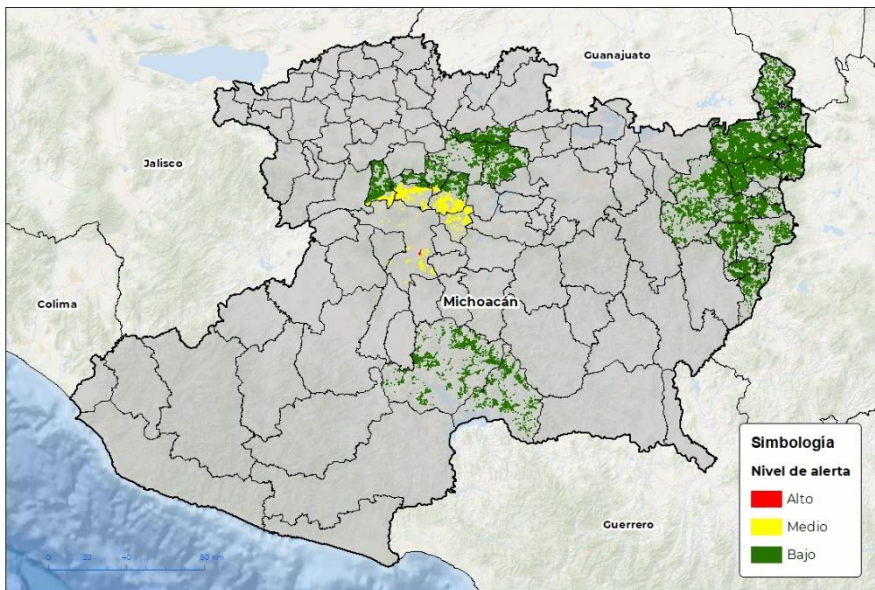 Guanajuato
Jalisco
Colima
Michoacán
Guerrero
Simbología
Nivel de alerta
Alto
Medio
Bajo
0 20 40 80 Km